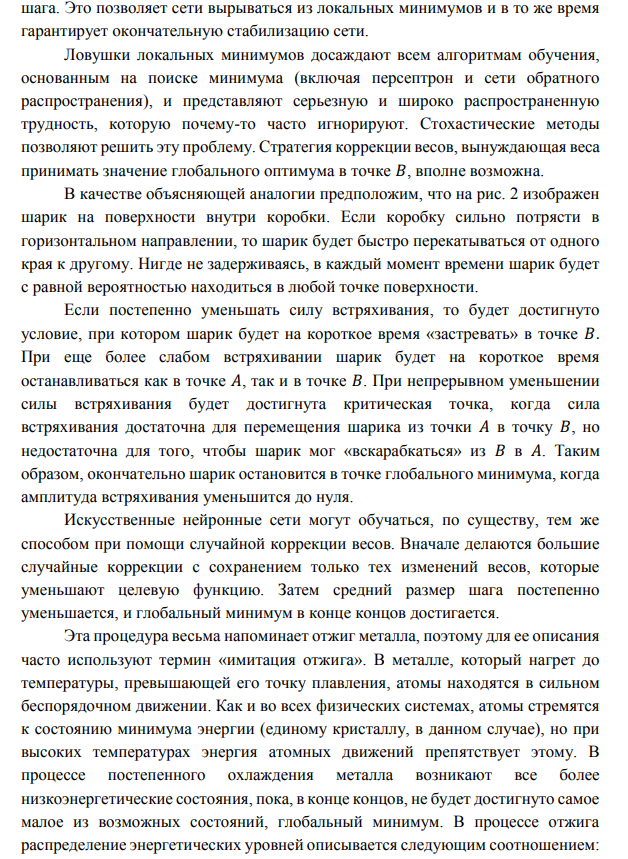 шага. Это позволяет сети вырываться из локальных минимумов и в то же время
гарантирует окончательную стабилизацию сети.
Ловушки локальных минимумов досаждают всем алгоритмам обучения,
основанным на поиске минимума (включая персептрон и сети обратного
распространения), и представляют серьезную и широко распространенную
трудность, которую почему-то часто игнорируют. Стохастические методы
позволяют решить эту проблему. Стратегия коррекции весов, вынуждающая веса
принимать значение глобального оптимума в точке B, вполне возможна.
В качестве объясняющей аналогии предположим, что на рис. 2 изображен
шарик на поверхности внутри коробки. Если коробку сильно потрясти в
горизонтальном направлении, то шарик будет быстро перекатываться от одного
края к другому. Нигде не задерживаясь, в каждый момент времени шарик будет
с равной вероятностью находиться в любой точке поверхности.
Если постепенно уменьшать силу встряхивания, то будет достигнуто
условие, при котором шарик будет на короткое время «застревать» в точке B.
При еще более слабом встряхивании шарик будет на короткое время
останавливаться как в точке A, так и в точке B. При непрерывном уменьшении
силы встряхивания будет достигнута критическая точка, когда сила
встряхивания достаточна для перемещения шарика из точки A в точку B, но
недостаточна для того, чтобы шарик мог «вскарабкаться» из B в A. Таким
образом, окончательно шарик остановится в точке глобального минимума, когда
амплитуда встряхивания уменьшится до нуля.
Искусственные нейронные сети могут обучаться, по существу, тем же
способом при помощи случайной коррекции весов. Вначале делаются большие
случайные коррекции с сохранением только тех изменений весов, которые
уменьшают целевую функцию. Затем средний размер шага постепенно
уменьшается, и глобальный минимум в конце концов достигается.
Эта процедура весьма напоминает отжиг металла, поэтому для ее описания
часто используют термин «имитация отжига». В металле, который нагрет до
температуры, превышающей его точку плавления, атомы находятся в сильном
беспорядочном движении. Как и во всех физических системах, атомы стремятся
к состоянию минимума энергии (единому кристаллу, в данном случае), но при
высоких температурах энергия атомных движений препятствует этому. В
процессе постепенного охлаждения металла возникают все более
низкоэнергетические состояния, пока, в конце концов, не будет достигнуто самое
малое из возможных состояний, глобальный минимум. В процессе отжига
распределение энергетических уровней описывается следующим соотношением: